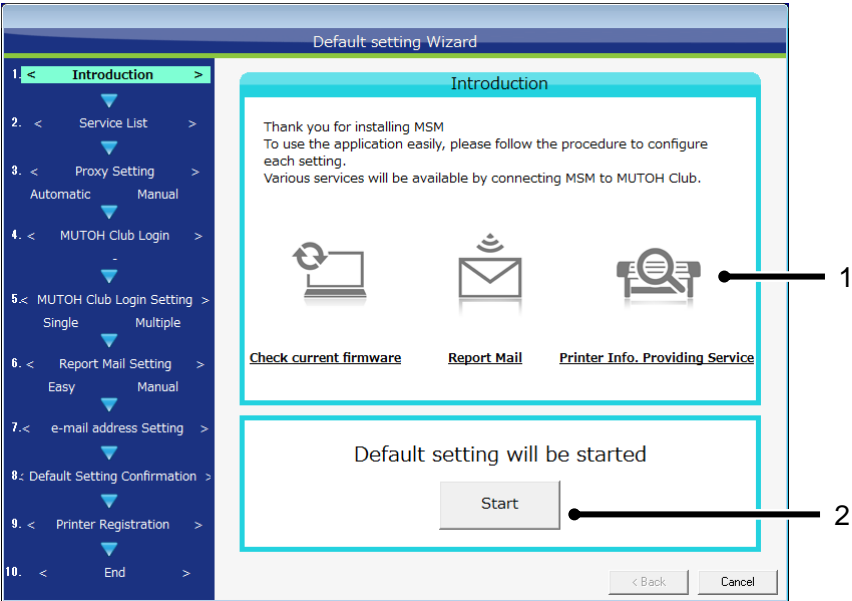 Default setting Wizard
1. < Introduction >
2. < Service List >
3. < Proxy Setting >
Automatic Manual
4. < MUTOH Club Login >
-
5.< MUTOH Club Login Setting >
Single Multiple
6. < Report Mail Setting >
Easy Manual
7.< e-mail address Setting >
8.< Default Setting Confirmation >
9. < Printer Registration >
10. < End >
Introduction
Thank you for installing MSM
To use the application easily, please follow the procedure to configure
each setting.
Various services will be available by connecting MSM to MUTOH Club.
Check current firmware Report Mail Printer Info. Providing Service
1
Default setting will be started
Start
2
< Back Cancel